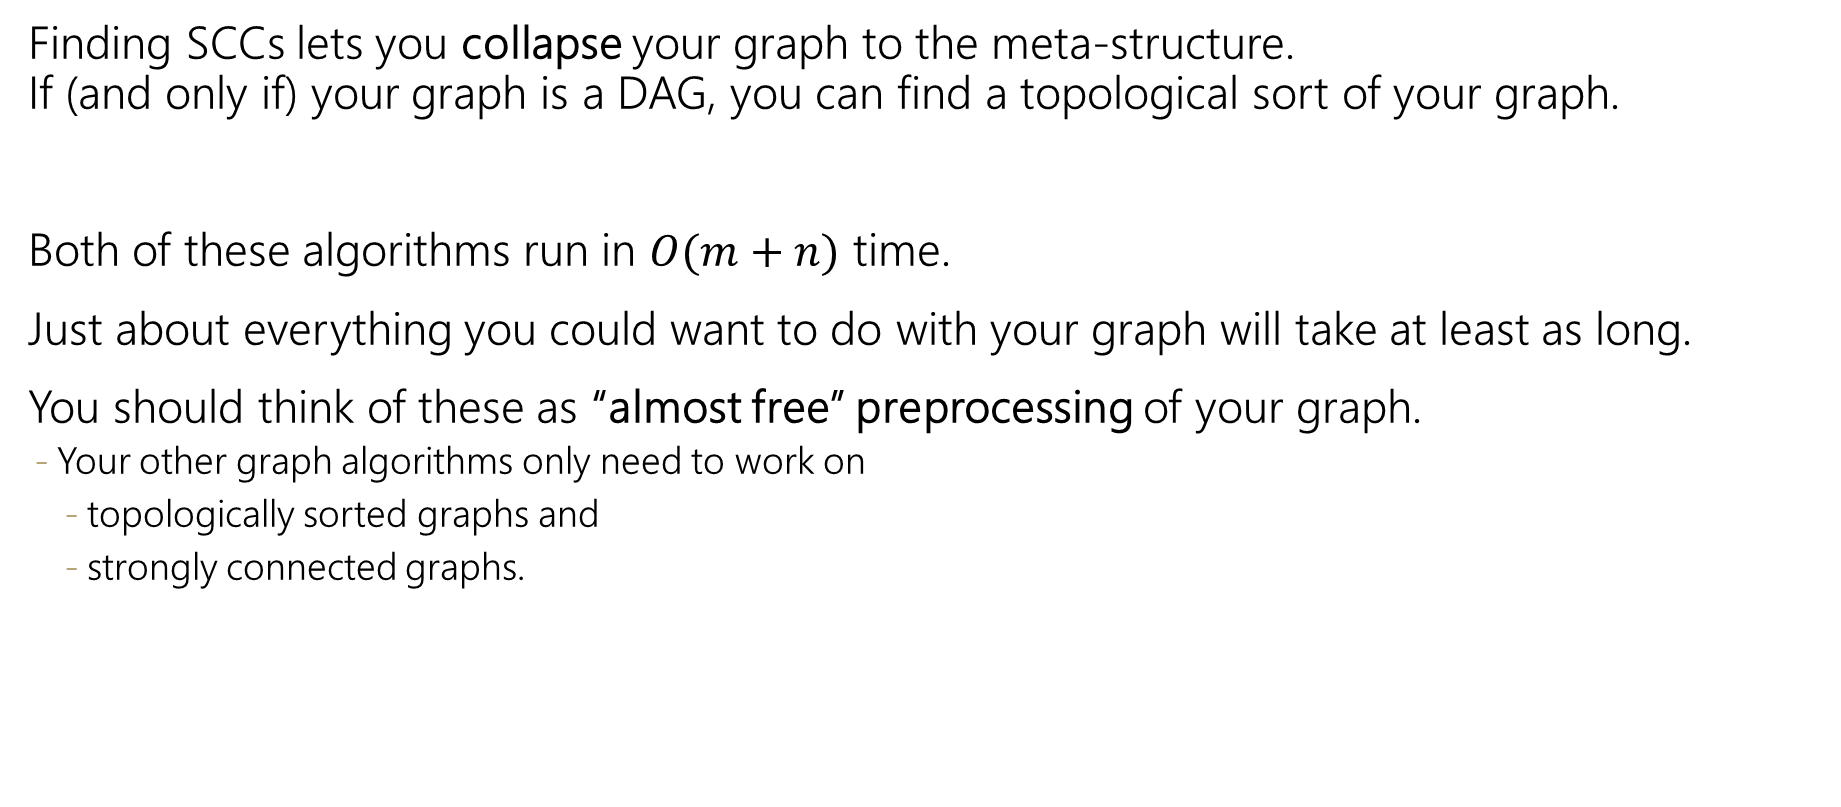 Finding SCCs lets you collapse your graph to the meta-structure.
If (and only if) your graph is a DAG, you can find a topological sort of your graph.
Both of these algorithms run in 𝑂(𝑚 + 𝑛) time.
Just about everything you could want to do with your graph will take at least as long.
You should think of these as “almost free” preprocessing of your graph.
- Your other graph algorithms only need to work on
- topologically sorted graphs and
- strongly connected graphs.